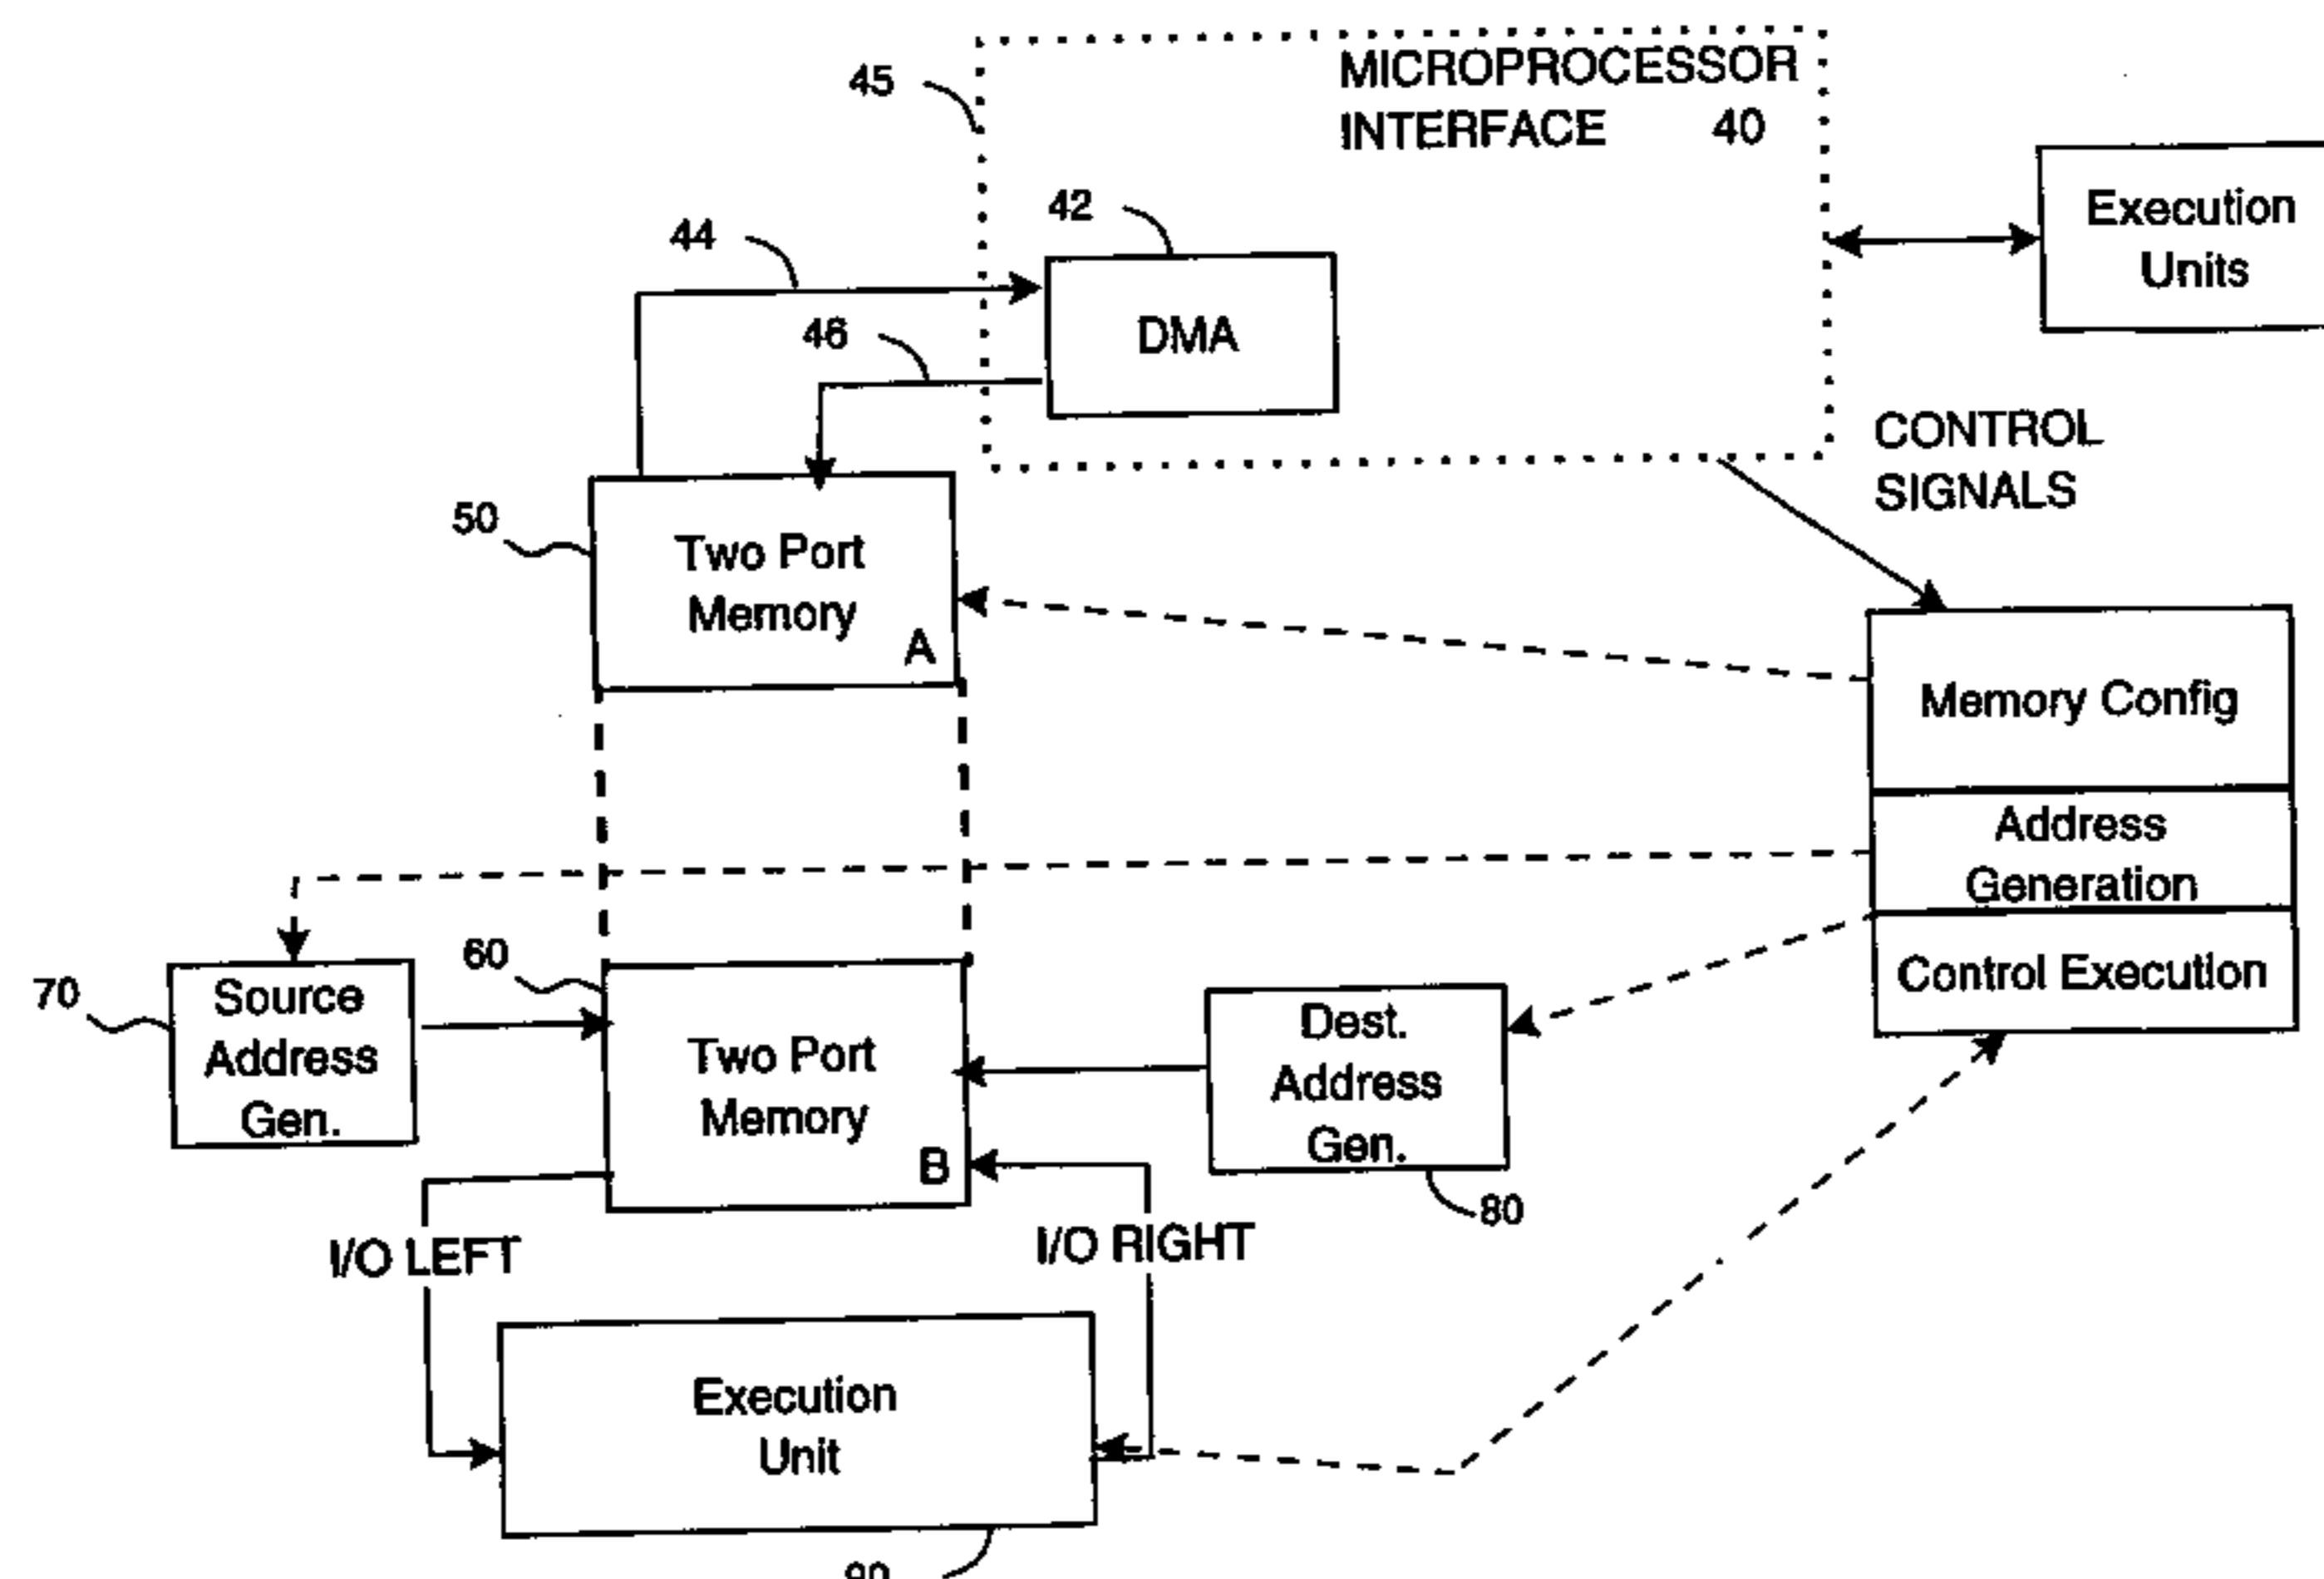 45
MICROPROCESSOR
INTERFACE 40
Execution
Units
42
44
DMA
46
CONTROL
SIGNALS
50
Two Port
Memory
A
Memory Config
Address
Generation
Control Execution
70
Source
Address
Gen.
60
Two Port
Memory
B
Dest.
Address
Gen.
80
I/O LEFT
I/O RIGHT
Execution
Unit